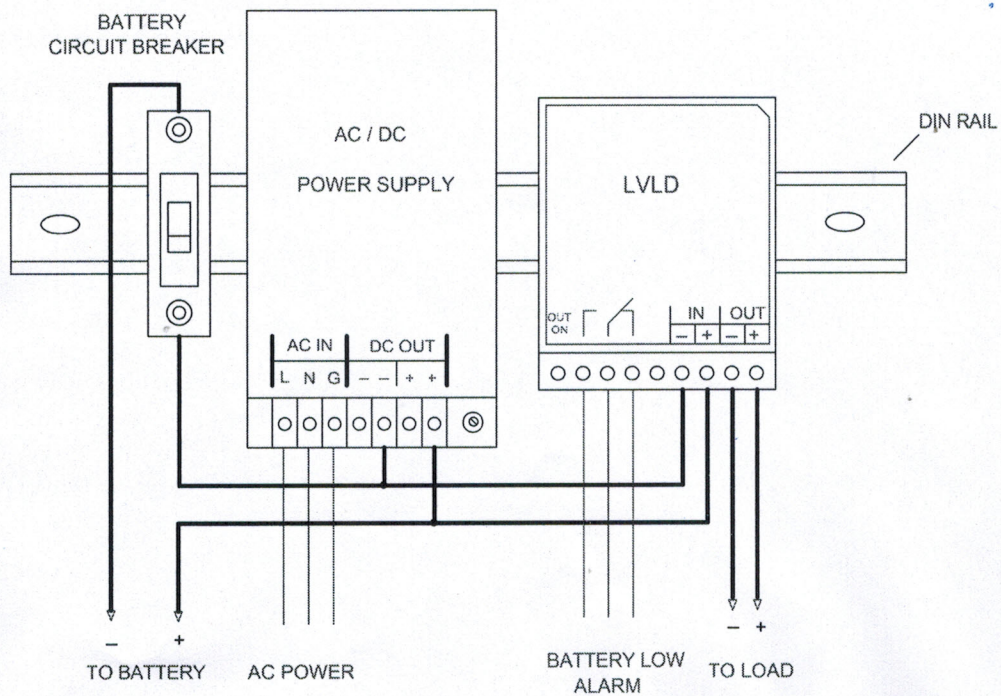 BATTERY
CIRCUIT BREAKER
AC / DC
POWER SUPPLY
LVLD
DIN RAIL
OUT
ON
IN OUT
– + – +
AC IN DC OUT
L N G – – + +
– +
TO BATTERY
AC POWER
BATTERY LOW
ALARM
– +
TO LOAD